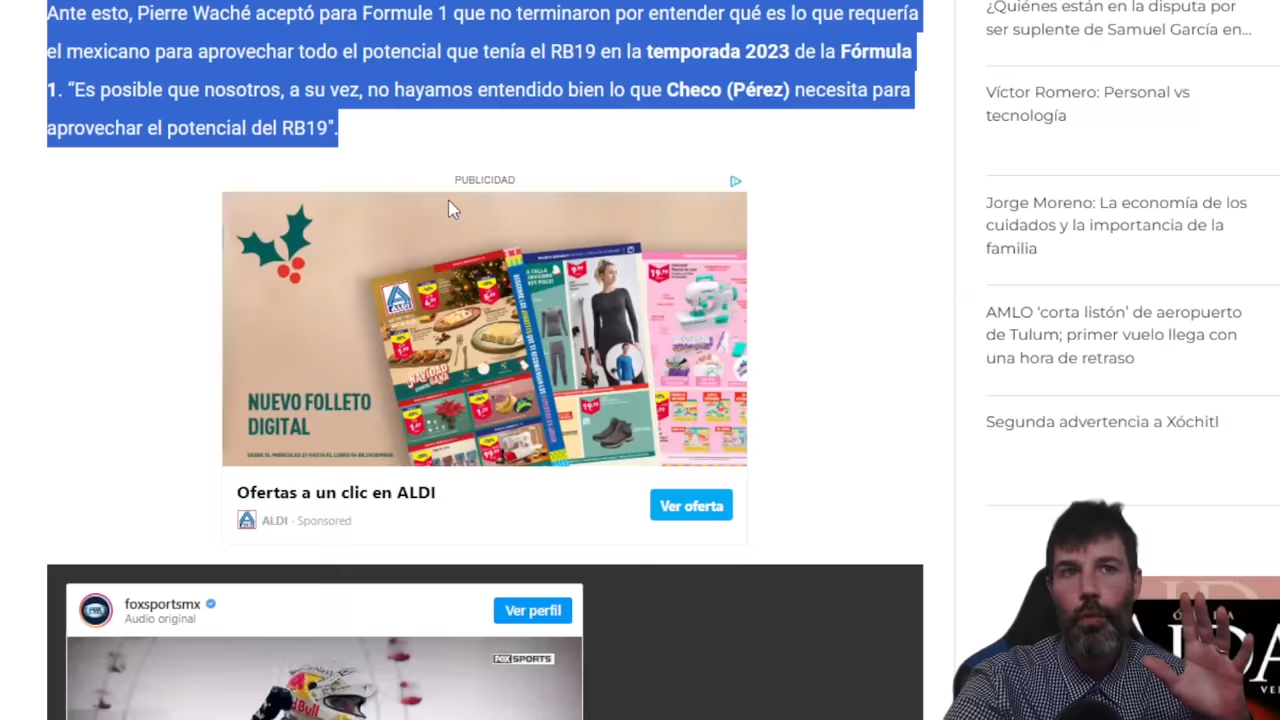 Ante esto, Pierre Waché aceptó para Formule 1 que no terminaron por entender qué es lo que requería
el mexicano para aprovechar todo el potencial que tenía el RB19 en la temporada 2023 de la Fórmula
1. “Es posible que nosotros, a su vez, no hayamos entendido bien lo que Checo (Pérez) necesita para
aprovechar el potencial del RB19".
PUBLICIDAD
ALDI
NUEVO FOLLETO
DIGITAL
Ofertas a un clic en ALDI
ALDI · Sponsored
Ver oferta
foxsportsmx
Audio original
Ver perfil
FOX SPORTS
Red Bull
¿Quiénes están en la disputa por
ser suplente de Samuel García en...
Víctor Romero: Personal vs
tecnología
Jorge Moreno: La economía de los
cuidados y la importancia de la
familia
AMLO 'corta listón’ de aeropuerto
de Tulum; primer vuelo llega con
una hora de retraso
Segunda advertencia a Xóchitl